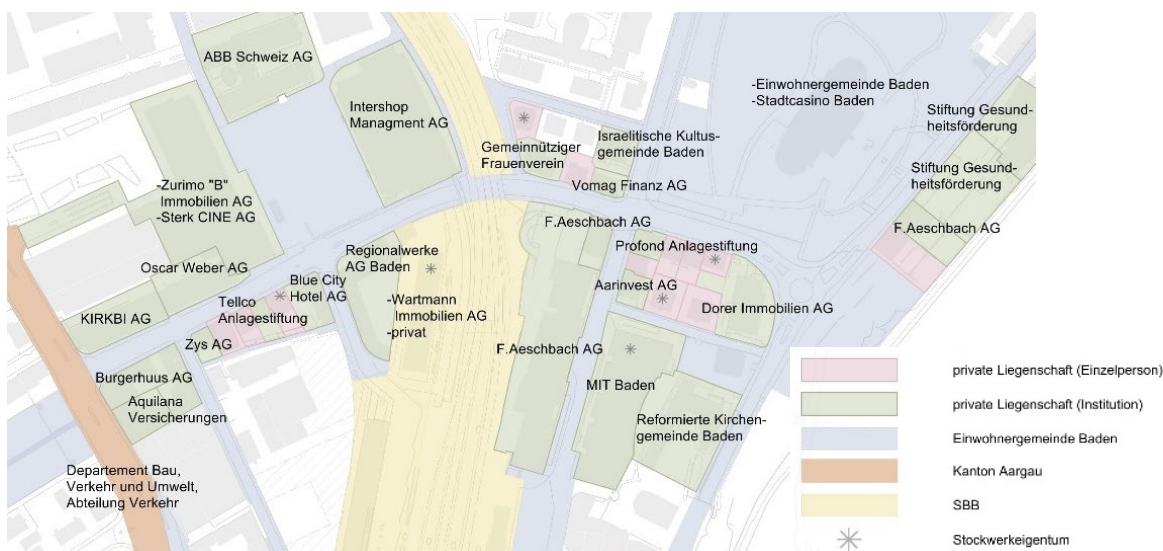 ABB Schweiz AG
Intershop
Managment AG
-Einwohnergemeinde Baden
-Stadtcasino Baden
Stiftung Gesund-
heitsförderung
Gemeinnütziger
Frauenverein
Israelitische Kultus-
gemeinde Baden
Vomag Finanz AG
Stiftung Gesund-
heitsförderung
-Zurimo "B"
Immobilien AG
-Sterk CINE AG
F.Aeschbach AG
F.Aeschbach AG
Profond Anlagestiftung
Oscar Weber AG
Regionalwerke
AG Baden
Blue City
Hotel AG
Aarinvest AG
Tellco
Anlagestiftung
-Wartmann
Immobilien AG
-privat
Dorer Immobilien AG
KIRKBI AG
Zys AG
F.Aeschbach AG
MIT Baden
Burgerhuus AG
Aquilana
Versicherungen
Reformierte Kirchen-
gemeinde Baden
Departement Bau,
Verkehr und Umwelt,
Abteilung Verkehr
private Liegenschaft (Einzelperson)
private Liegenschaft (Institution)
Einwohnergemeinde Baden
Kanton Aargau
SBB
Stockwerkeigentum